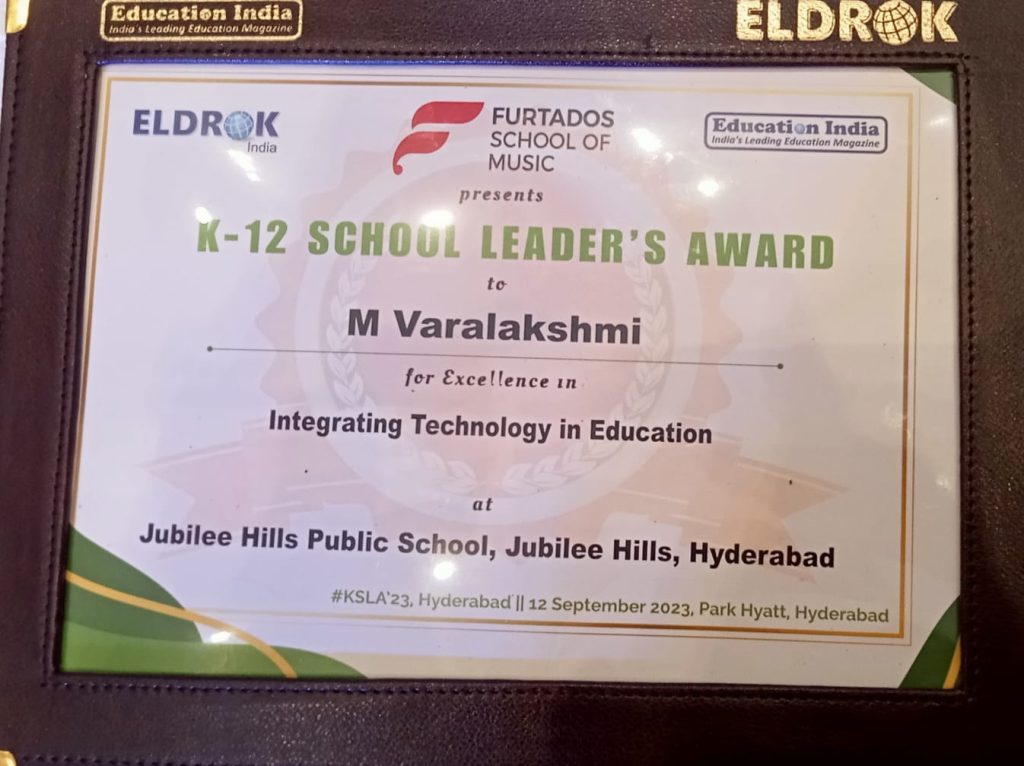 Education India
India's Leading Education Magazine
ELDROK
ELDROK
India
FURTADOS
SCHOOL OF
MUSIC
Education India
India's Leading Education Magazine
presents
K-12 SCHOOL LEADER'S AWARD
to
M Varalakshmi
for Excellence in
Integrating Technology in Education
at
Jubilee Hills Public School, Jubilee Hills, Hyderabad
#KSLA'23, Hyderabad || 12 September 2023, Park Hyatt, Hyderabad